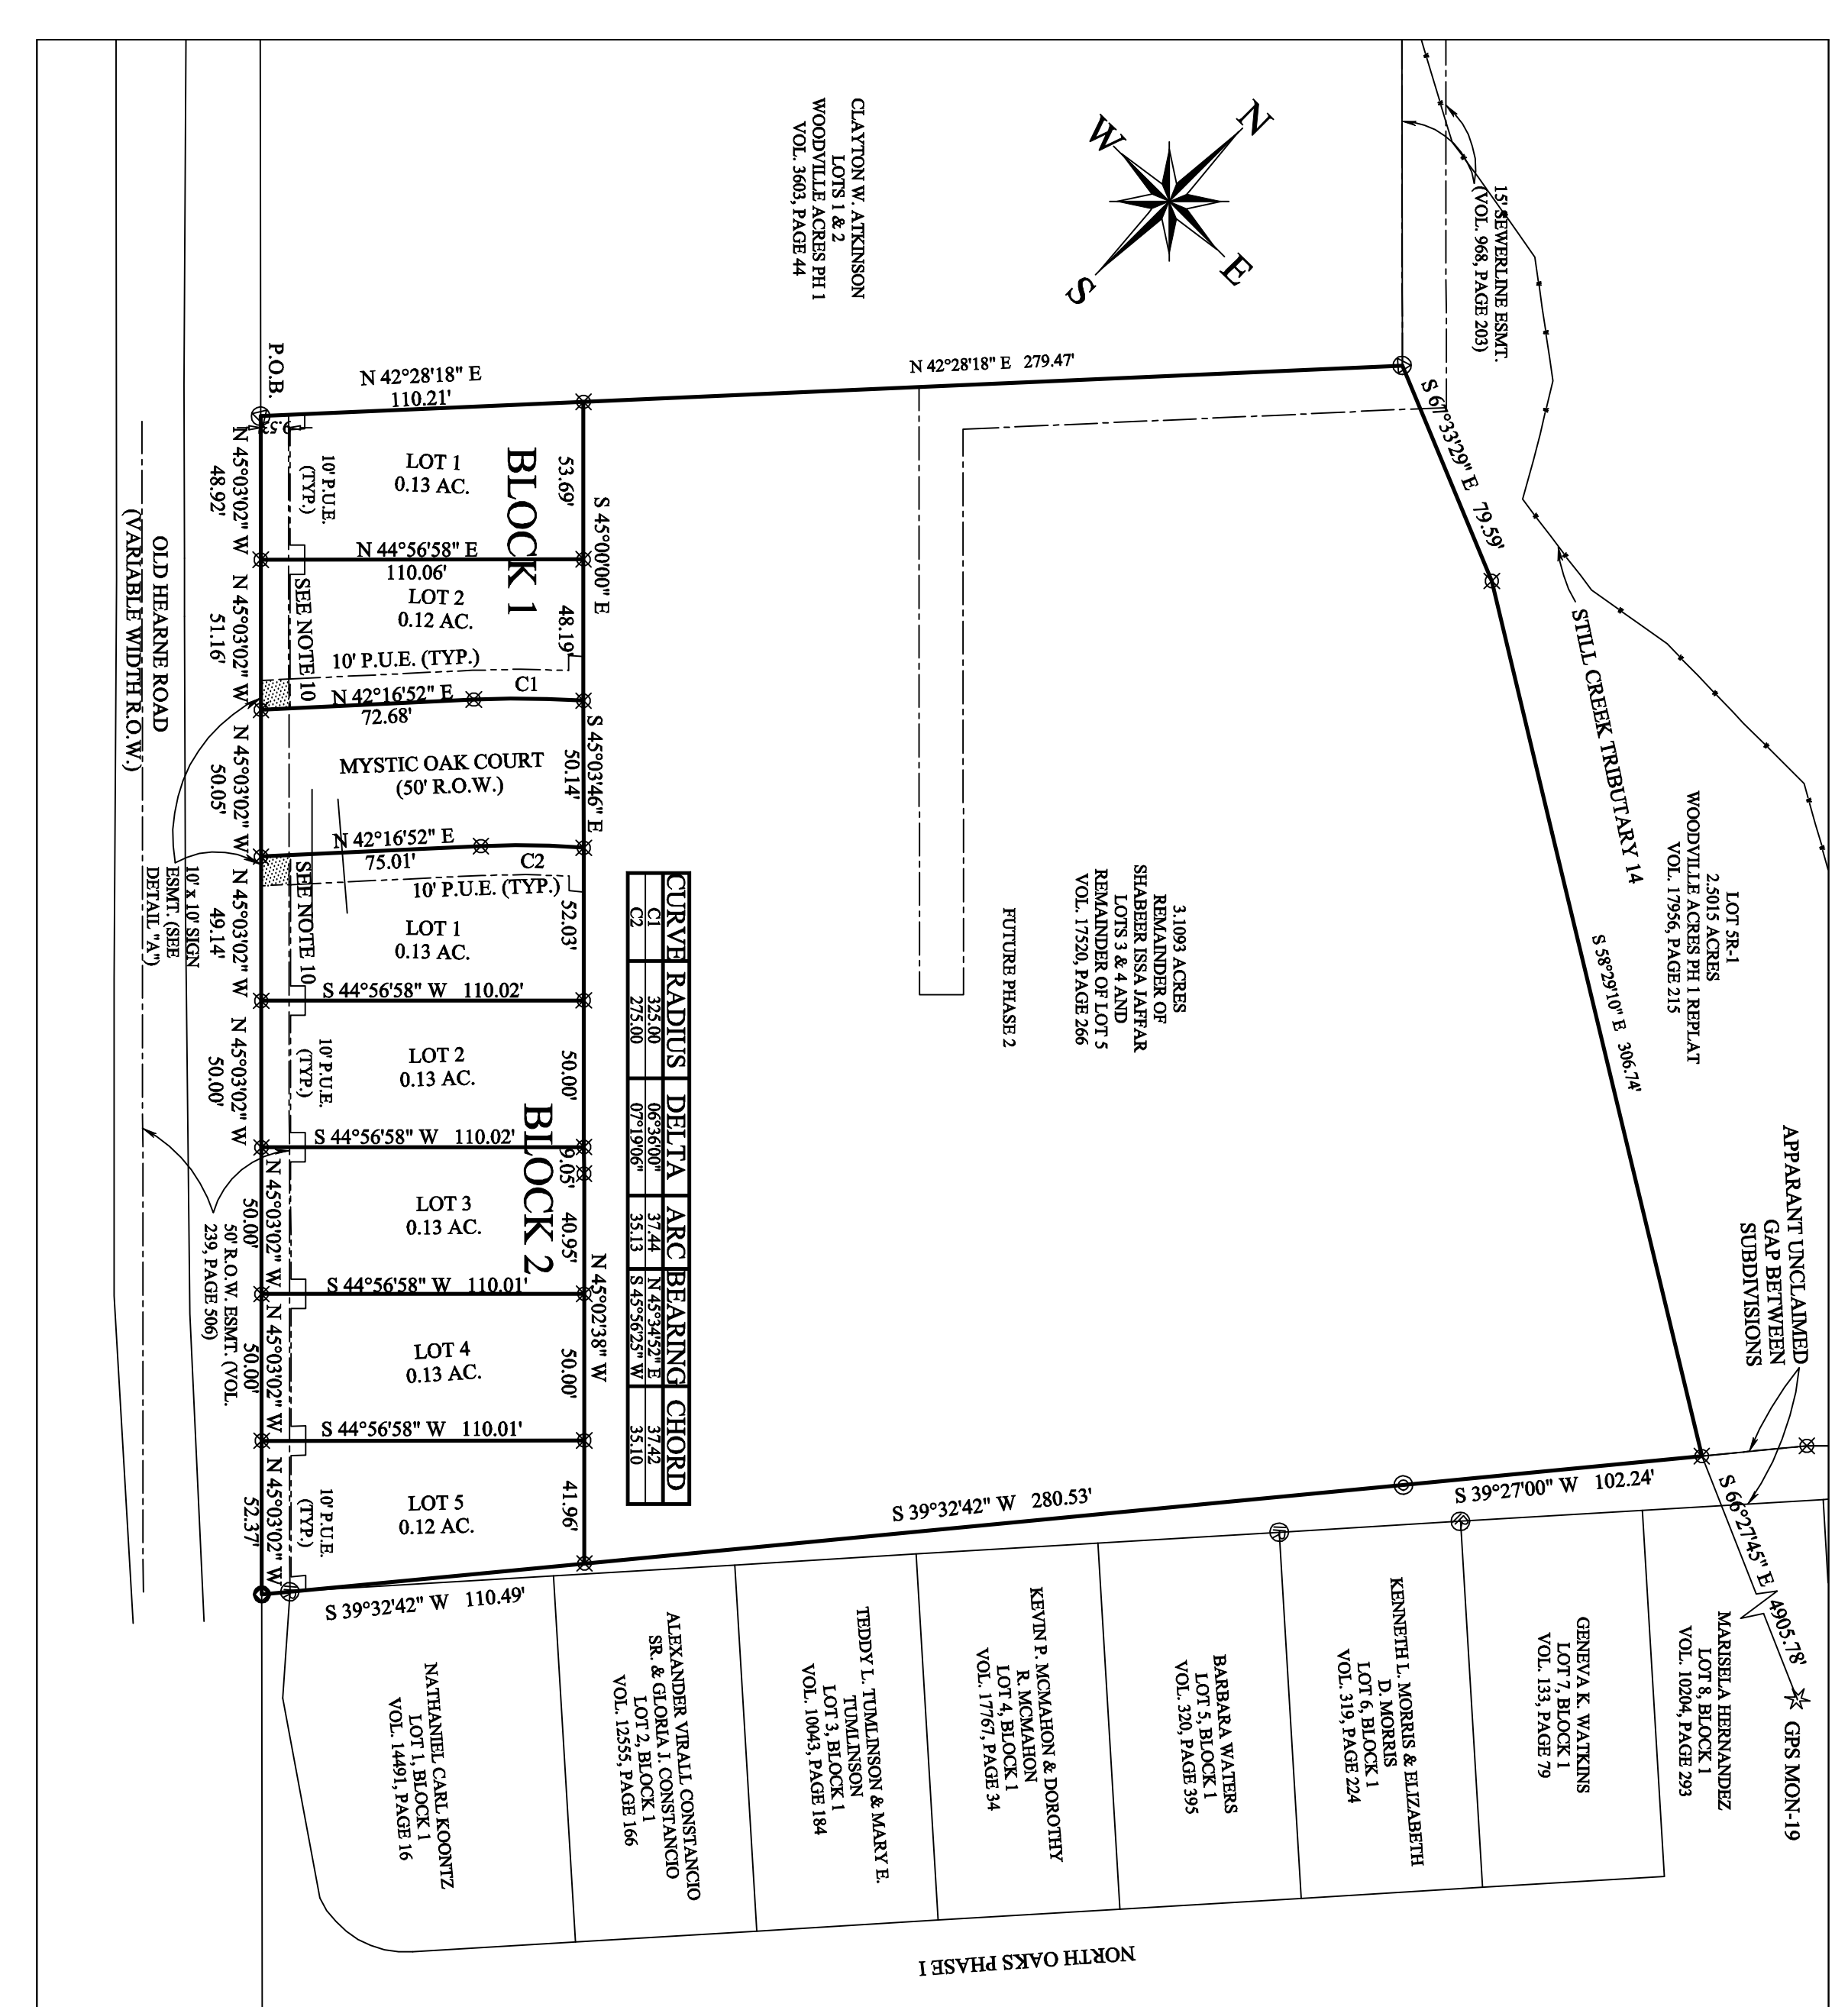 CLAYTON W. ATKINSON
LOTS 1 & 2
WOODVILLE ACRES PH 1
VOL. 3603, PAGE 44
N
W
E
S
15' SEWERLINE ESMT.
(VOL. 968, PAGE 203)
P.O.B.
N 42°28'18" E
110.21'
N 42°28'18" E 279.47'
S 67°33'29" E 79.59'
STILL CREEK TRIBUTARY 14
LOT 5R-1
2.5015 ACRES
WOODVILLE ACRES PH 1 REPLAT
VOL. 17956, PAGE 215
S 58°29'10" E 306.74'
3.1093 ACRES
REMAINDER OF
SHABEER ISSA JAFFAR
LOTS 3 & 4 AND
REMAINDER OF LOT 5
VOL. 17520, PAGE 266
FUTURE PHASE 2
APPARANT UNCLAIMED
GAP BETWEEN
SUBDIVISIONS
S 66°27'45" E 4905.78'
GPS MON-19
S 39°27'00" W 102.24'
S 39°32'42" W 280.53'
S 39°32'42" W 110.49'
BLOCK 1
LOT 1
0.13 AC.
53.69'
S 45°00'00" E
9.53
10' P.U.E.
(TYP.)
N 45°03'02" W
48.92'
N 44°56'58" E
110.06'
LOT 2
0.12 AC.
48.19'
SEE NOTE 10
10' P.U.E. (TYP.)
N 45°03'02" W
51.16'
N 42°16'52" E
72.68'
C1
MYSTIC OAK COURT
(50' R.O.W.)
50.14'
S 45°03'46" E
N 45°03'02" W
50.05'
N 42°16'52" E
75.01'
C2
10' P.U.E. (TYP.)
SEE NOTE 10
LOT 1
0.13 AC.
52.03'
N 45°03'02" W
49.14'
10' x 10' SIGN
ESMT. (SEE
DETAIL "A")
OLD HEARNE ROAD
(VARIABLE WIDTH R.O.W.)
S 44°56'58" W 110.02'
LOT 2
0.13 AC.
50.00'
10' P.U.E.
(TYP.)
N 45°03'02" W
50.00'
S 44°56'58" W 110.02'
BLOCK 2
9.05'
40.95'
LOT 3
0.13 AC.
N 45°03'02" W
50.00'
50' R.O.W. ESMT. (VOL.
239, PAGE 506)
S 44°56'58" W 110.01'
N 45°02'38" W
LOT 4
0.13 AC.
50.00'
N 45°03'02" W
50.00'
S 44°56'58" W 110.01'
LOT 5
0.12 AC.
41.96'
10' P.U.E.
(TYP.)
N 45°03'02" W
52.37'
CURVE RADIUS DELTA ARC BEARING CHORD
C1 325.00 06°36'00" 37.44 N 45°34'52" E 37.42
C2 275.00 07°19'06" 35.13 S 45°56'25" W 35.10
MARISELA HERNANDEZ
LOT 8, BLOCK 1
VOL. 10204, PAGE 293
GENEVA K. WATKINS
LOT 7, BLOCK 1
VOL. 133, PAGE 79
KENNETH L. MORRIS & ELIZABETH
D. MORRIS
LOT 6, BLOCK 1
VOL. 319, PAGE 224
BARBARA WATERS
LOT 5, BLOCK 1
VOL. 320, PAGE 395
KEVIN P. MCMAHON & DOROTHY
R. MCMAHON
LOT 4, BLOCK 1
VOL. 17767, PAGE 34
TEDDY L. TUMLINSON & MARY E.
TUMLINSON
LOT 3, BLOCK 1
VOL. 10043, PAGE 184
ALEXANDER VIRALL CONSTANCIO
SR. & GLORIA J. CONSTANCIO
LOT 2, BLOCK 1
VOL. 12555, PAGE 166
NATHANIEL CARL KOONTZ
LOT 1, BLOCK 1
VOL. 14491, PAGE 16
NORTH OAKS PHASE I